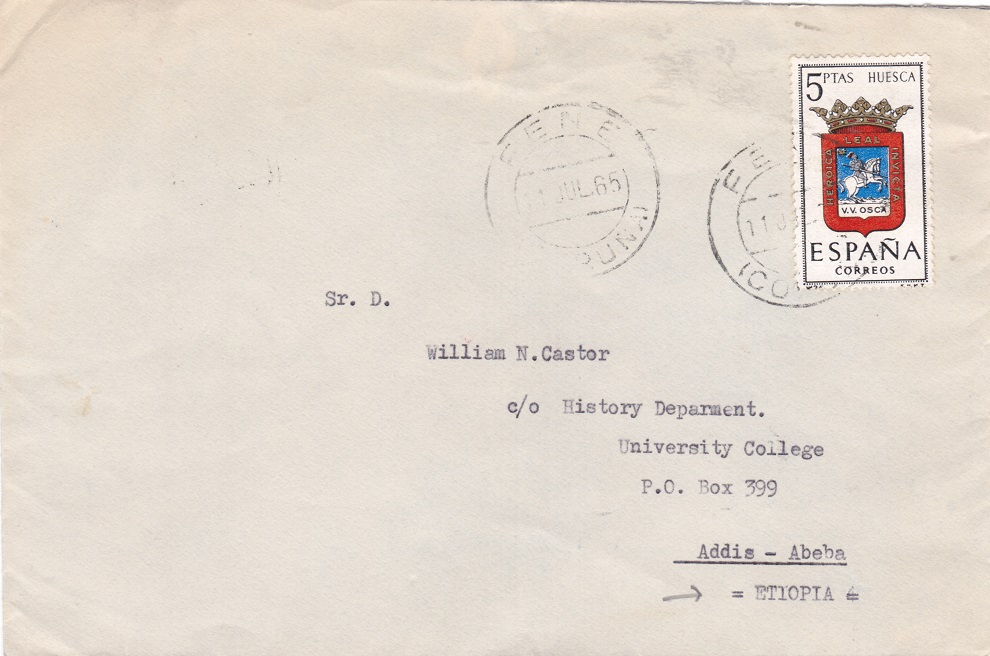 5 PTAS HUESCA
LEAL
HEROICA
INVICTA
V.V. OSCA
ESPAÑA
CORREOS
FENE
11 JUL.65
Sr. D.
William N.Castor
c/o History Deparment.
University College
P.O. Box 399
Addis - Abeba
→ = ETIOPIA =